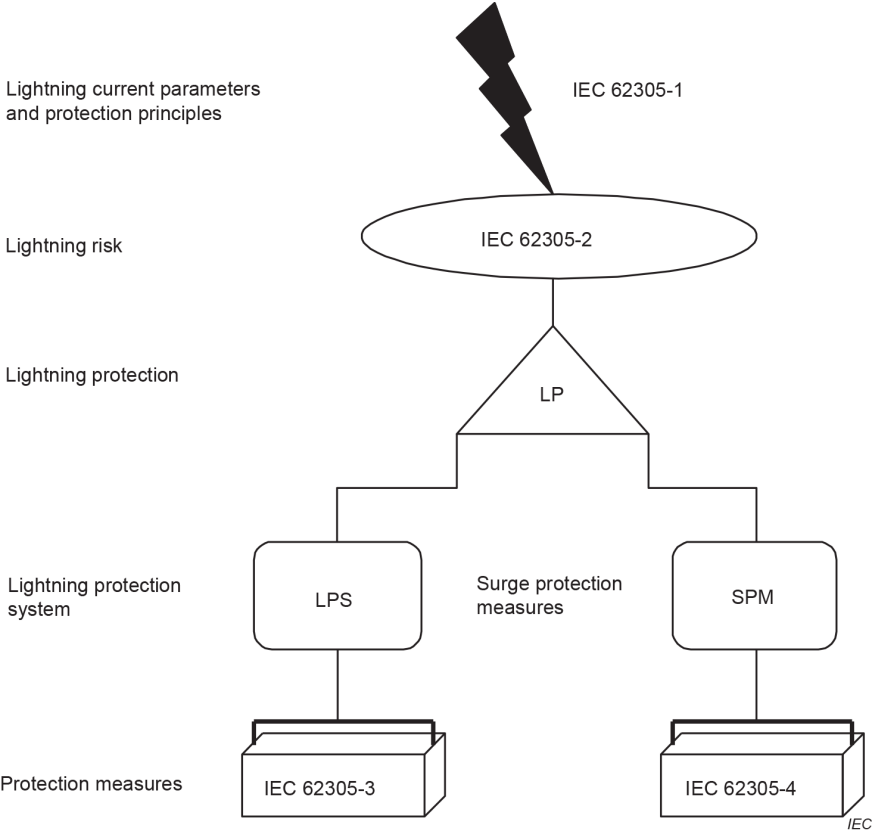 Lightning current parameters
and protection principles
IEC 62305-1
Lightning risk
IEC 62305-2
Lightning protection
LP
Lightning protection
system
LPS
Surge protection
measures
SPM
Protection measures
IEC 62305-3
IEC 62305-4
IEC